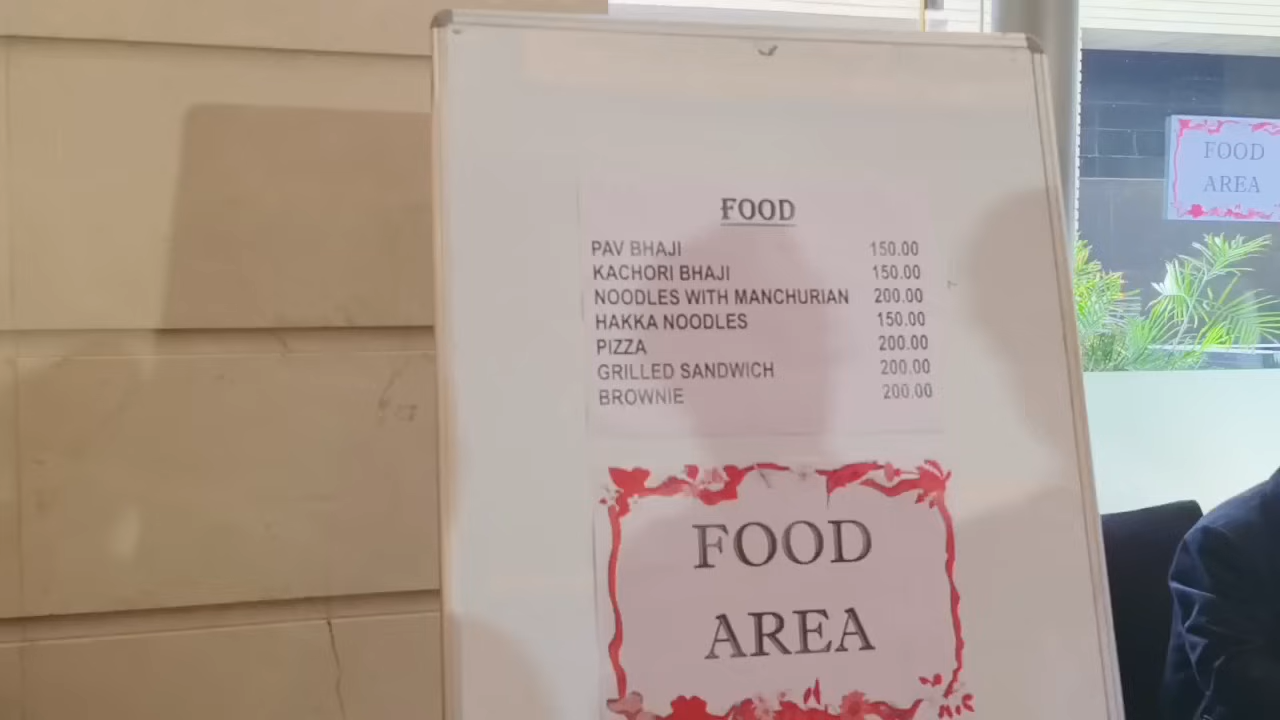 FOOD
PAV BHAJI 150.00
KACHORI BHAJI 150.00
NOODLES WITH MANCHURIAN 200.00
HAKKA NOODLES 150.00
PIZZA 200.00
GRILLED SANDWICH 200.00
BROWNIE 200.00
FOOD
AREA
FOOD
AREA